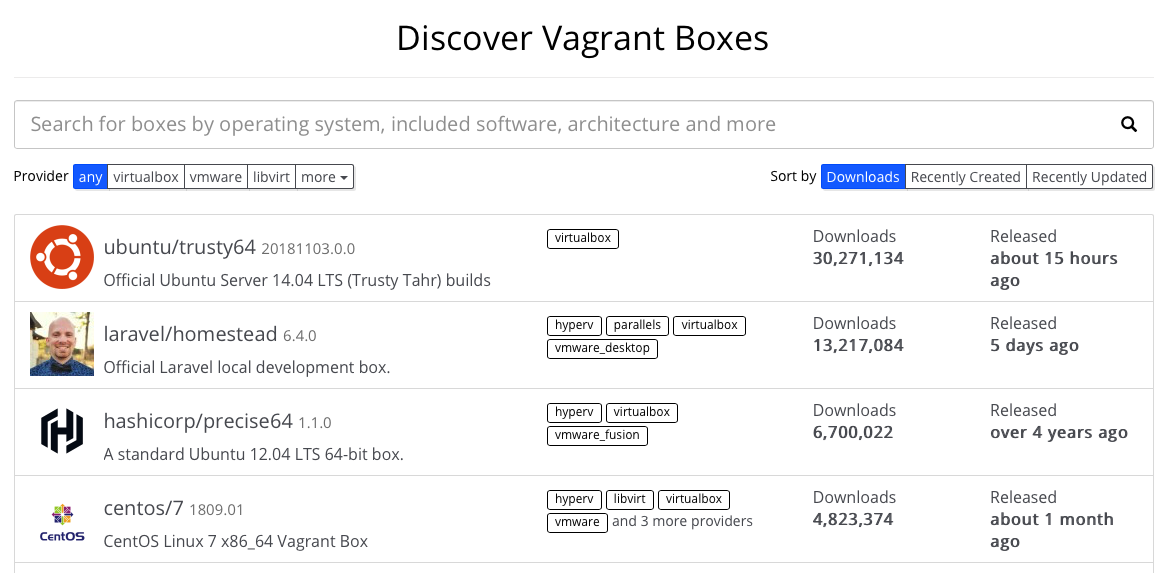 Discover Vagrant Boxes
Search for boxes by operating system, included software, architecture and more
Provider any virtualbox vmware libvirt more Sort by Downloads Recently Created Recently Updated
ubuntu/trusty64 20181103.0.0
Official Ubuntu Server 14.04 LTS (Trusty Tahr) builds
virtualbox
Downloads
30,271,134
Released
about 15 hours
ago
laravel/homestead 6.4.0
Official Laravel local development box.
hyperv parallels virtualbox
vmware_desktop
Downloads
13,217,084
Released
5 days ago
hashicorp/precise64 1.1.0
A standard Ubuntu 12.04 LTS 64-bit box.
hyperv virtualbox
vmware_fusion
Downloads
6,700,022
Released
over 4 years ago
CentOS
centos/7 1809.01
CentOS Linux 7 x86_64 Vagrant Box
hyperv libvirt virtualbox
vmware and 3 more providers
Downloads
4,823,374
Released
about 1 month
ago